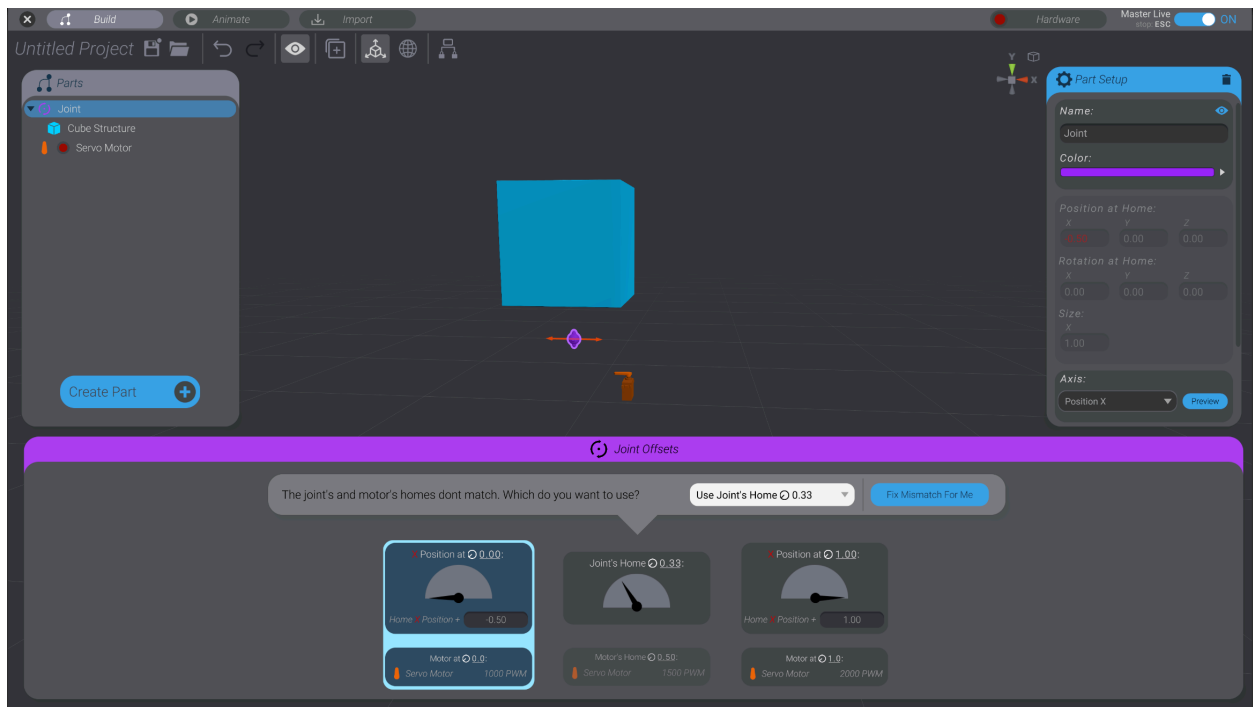 Build
Animate
Import
Hardware
Master Live
stop: ESC
ON
Untitled Project
Y
X
Parts
Joint
Cube Structure
Servo Motor
Create Part
Part Setup
Name:
Joint
Color:
Position at Home:
X Y Z
0.00 0.00
Rotation at Home:
X Y Z
0.00 0.00 0.00
Size:
X
1.00
Axis:
Position X
Preview
Joint Offsets
The joint's and motor's homes dont match. Which do you want to use?
Use Joint's Home 0.33
Fix Mismatch For Me
X Position at 0.00:
Home X Position + -0.50
Motor at 0.0:
Servo Motor 1000 PWM
Joint's Home 0.33:
Motor's Home 0.50:
Servo Motor 1500 PWM
X Position at 1.00:
Home X Position + 1.00
Motor at 1.0:
Servo Motor 2000 PWM